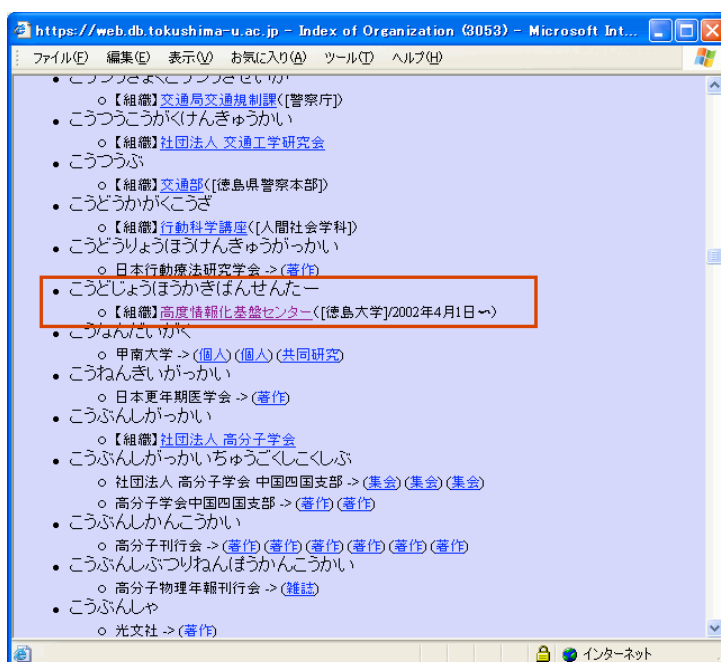 https://web.db.tokushima-u.ac.jp - Index of Organization (3053) - Microsoft Int...
ファイル(F) 編集(E) 表示(V) お気に入り(A) ツール(T) ヘルプ(H)
【組織】交通局交通規制課([警察庁])
こうつうこうがくけんきゅうかい
【組織】社団法人 交通工学研究会
こうつうぶ
【組織】交通部([徳島県警察本部])
こうどうかがくこうざ
【組織】行動科学講座([人間社会学科])
こうどうりょうほうけんきゅうがっかい
日本行動療法研究学会 -> (著作)
こうどじょうほうかきばんせんたー
【組織】高度情報化基盤センター([徳島大学]/2002年4月1日〜)
こうなんだいがく
甲南大学 -> (個人) (個人) (共同研究)
こうねんきいがっかい
日本更年期医学会 -> (著作)
こうぶんしがっかい
【組織】社団法人 高分子学会
こうぶんしがっかいちゅうごくしこくしぶ
社団法人 高分子学会 中国四国支部 -> (集会) (集会) (集会)
高分子学会中国四国支部 -> (著作) (著作)
こうぶんしかんこうかい
高分子刊行会 -> (著作) (著作) (著作) (著作) (著作) (著作)
こうぶんしぶつりねんぽうかんこうかい
高分子物理年報刊行会 -> (雑誌)
こうぶんしゃ
光文社 -> (著作)
インターネット